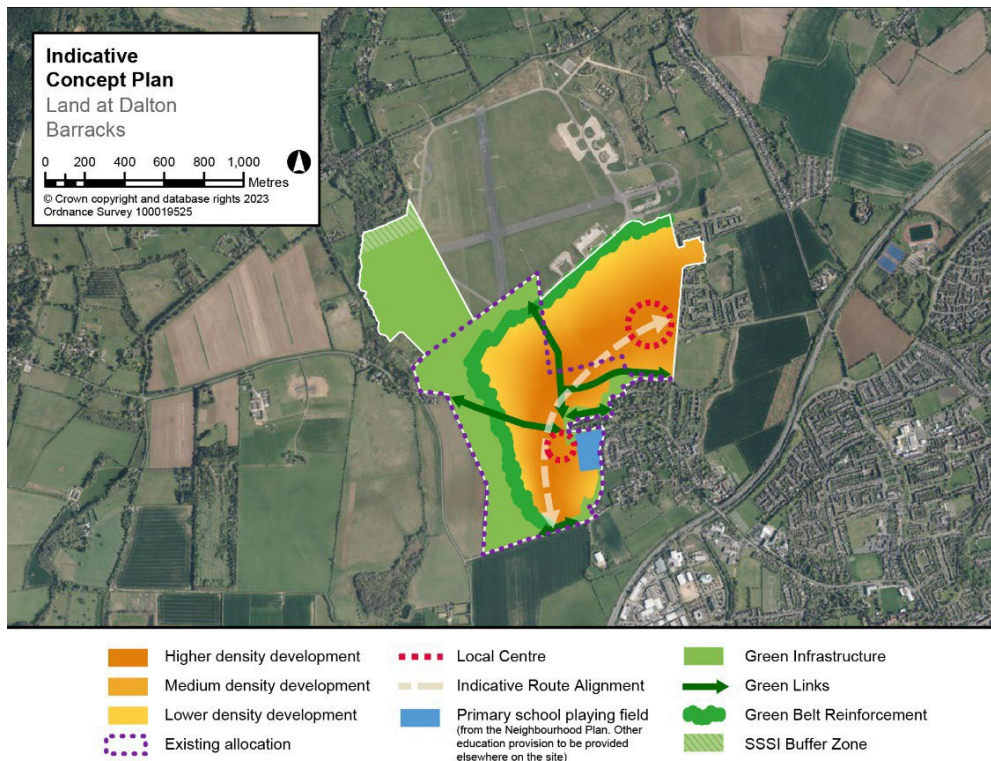 Indicative
Concept Plan
Land at Dalton
Barracks
0 200 400 600 800 1,000
Metres
© Crown copyright and database rights 2023
Ordnance Survey 100019525
Higher density development
Medium density development
Lower density development
Existing allocation
Local Centre
Indicative Route Alignment
Primary school playing field
(from the Neighbourhood Plan. Other
education provision to be provided
elsewhere on the site)
Green Infrastructure
Green Links
Green Belt Reinforcement
SSSI Buffer Zone